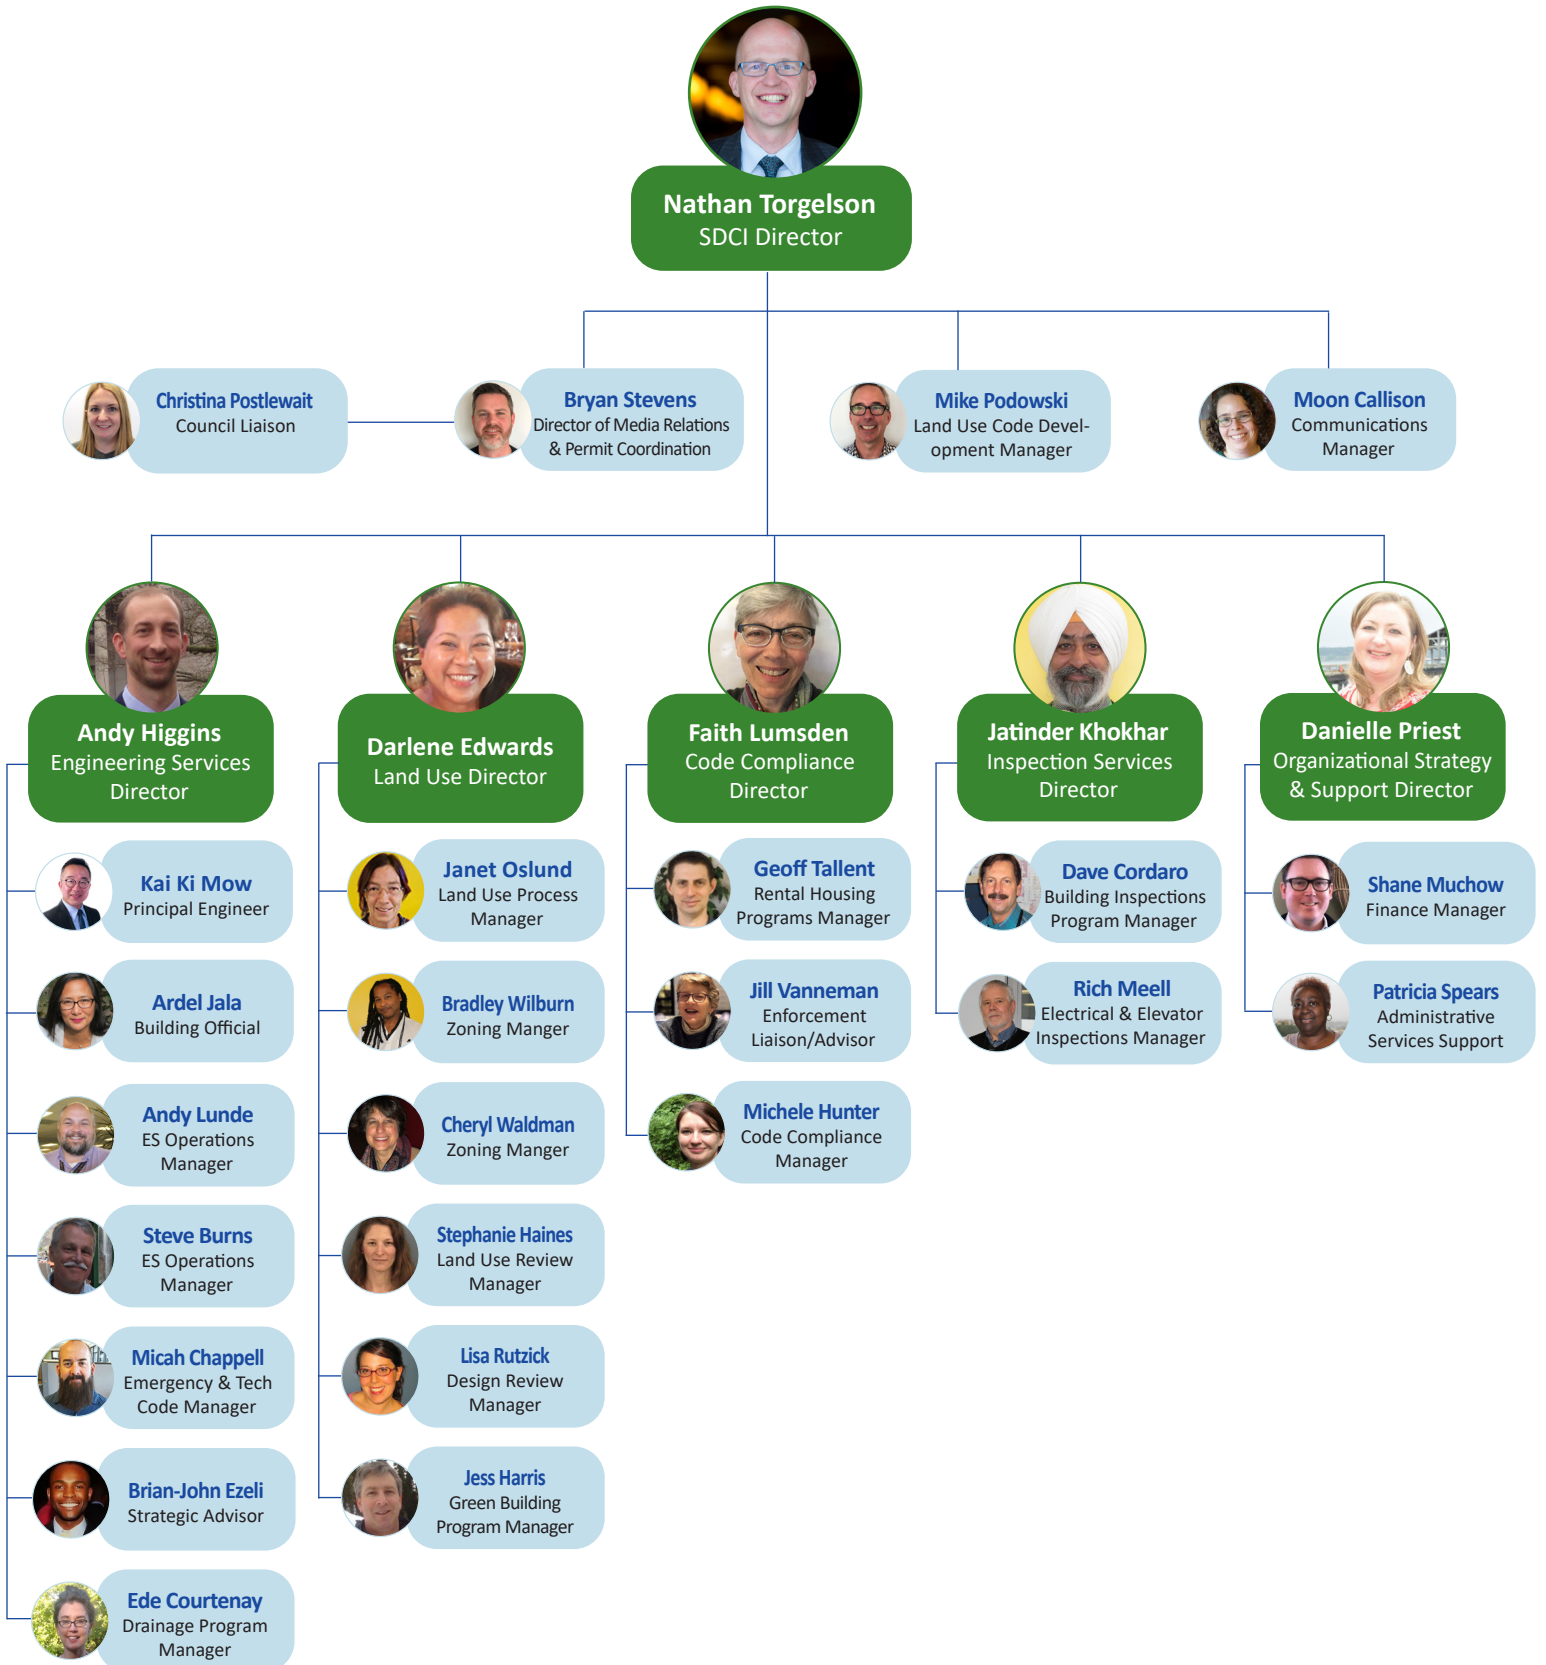 Nathan Torgelson
SDCI Director
Christina Postlewait
Council Liaison
Bryan Stevens
Director of Media Relations
& Permit Coordination
Mike Podowski
Land Use Code Devel-
opment Manager
Moon Callison
Communications
Manager
Andy Higgins
Engineering Services
Director
Kai Ki Mow
Principal Engineer
Ardel Jala
Building Official
Andy Lunde
ES Operations
Manager
Steve Burns
ES Operations
Manager
Micah Chappell
Emergency & Tech
Code Manager
Brian-John Ezeli
Strategic Advisor
Ede Courtenay
Drainage Program
Manager
Darlene Edwards
Land Use Director
Janet Oslund
Land Use Process
Manager
Bradley Wilburn
Zoning Manger
Cheryl Waldman
Zoning Manger
Stephanie Haines
Land Use Review
Manager
Lisa Rutzick
Design Review
Manager
Jess Harris
Green Building
Program Manager
Faith Lumsden
Code Compliance
Director
Geoff Tallent
Rental Housing
Programs Manager
Jill Vanneman
Enforcement
Liaison/Advisor
Michele Hunter
Code Compliance
Manager
Jatinder Khokhar
Inspection Services
Director
Dave Cordaro
Building Inspections
Program Manager
Rich Meell
Electrical & Elevator
Inspections Manager
Danielle Priest
Organizational Strategy
& Support Director
Shane Muchow
Finance Manager
Patricia Spears
Administrative
Services Support